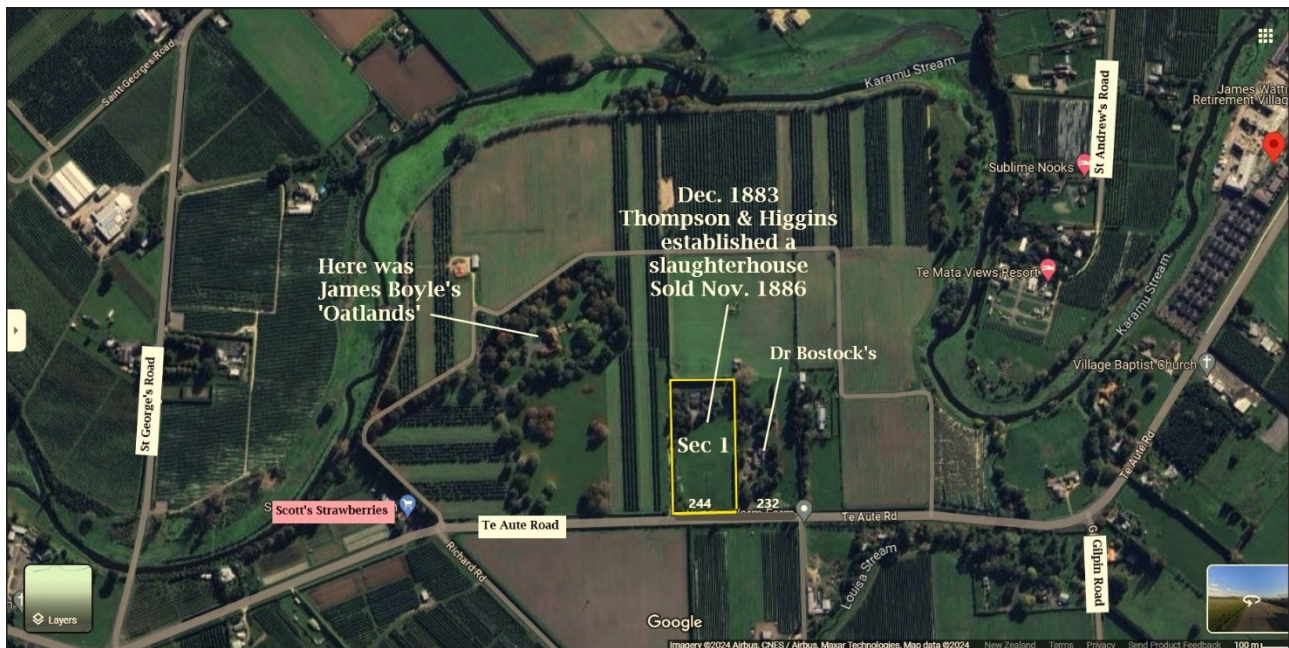 Saint Georges Road
Karamu Stream
James Watti
Retirement Villag
St Andrew's Road
Sublime Nooks
Dec. 1883
Thompson & Higgins
established a
slaughterhouse
Sold Nov. 1886
Here was
James Boyle's
'Oatlands'
Te Mata Views Resort
Karamu Stream
Dr Bostock's
Village Baptist Church
St George's Road
Sec 1
Te Aute Rd
244
232
Scott's Strawberries
Te Aute Road
Te Aute Rd
Richard Rd
Louisa Stream
Gilpin Road
Layers
Google
Imagery ©2024 Airbus, CNES / Airbus, Maxar Technologies, Map data ©2024 New Zealand Terms Privacy Send Product Feedback 100 m